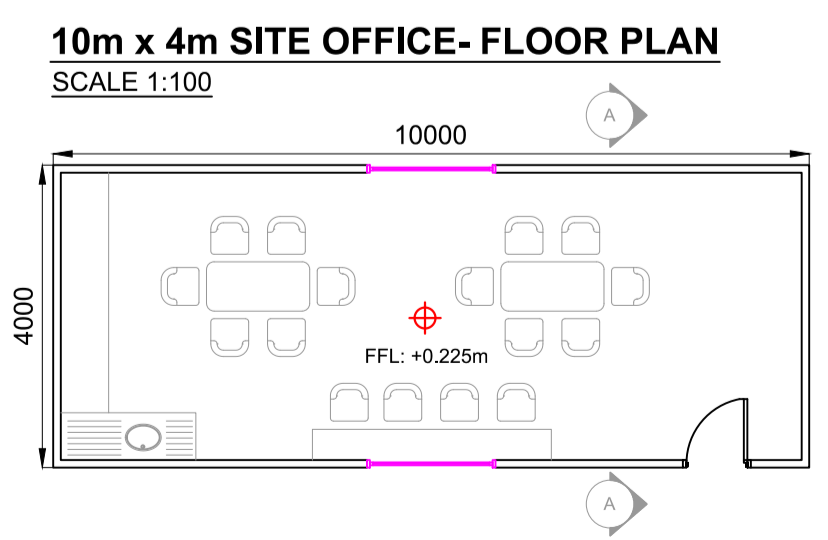 10m x 4m SITE OFFICE- FLOOR PLAN
SCALE 1:100
A
10000
4000
FFL: +0.225m
A